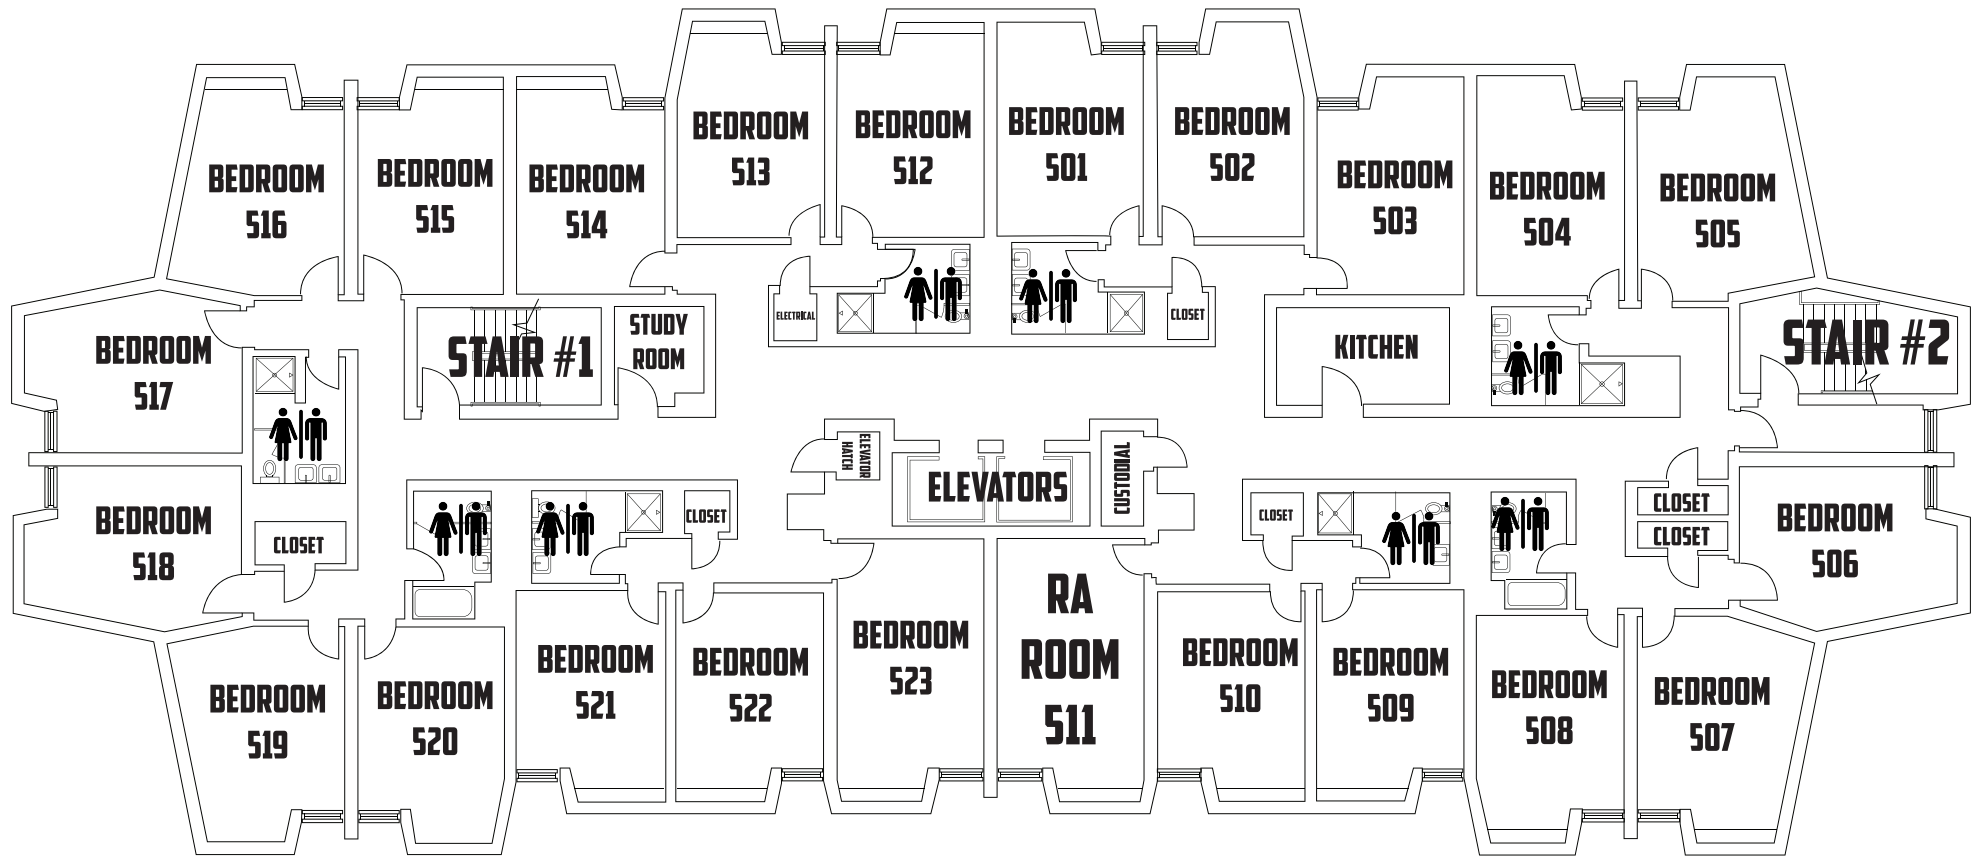 BEDROOM
513
BEDROOM
512
BEDROOM
501
BEDROOM
502
BEDROOM
516
BEDROOM
515
BEDROOM
514
BEDROOM
503
BEDROOM
504
BEDROOM
505
ELECTRICAL
CLOSET
STUDY
ROOM
STAIR #1
KITCHEN
STAIR #2
BEDROOM
517
ELEVATOR
HATCH
ELEVATORS
CUSTODIAL
BEDROOM
518
CLOSET
CLOSET
CLOSET
CLOSET
CLOSET
BEDROOM
506
BEDROOM
519
BEDROOM
520
BEDROOM
521
BEDROOM
522
BEDROOM
523
RA
ROOM
511
BEDROOM
510
BEDROOM
509
BEDROOM
508
BEDROOM
507